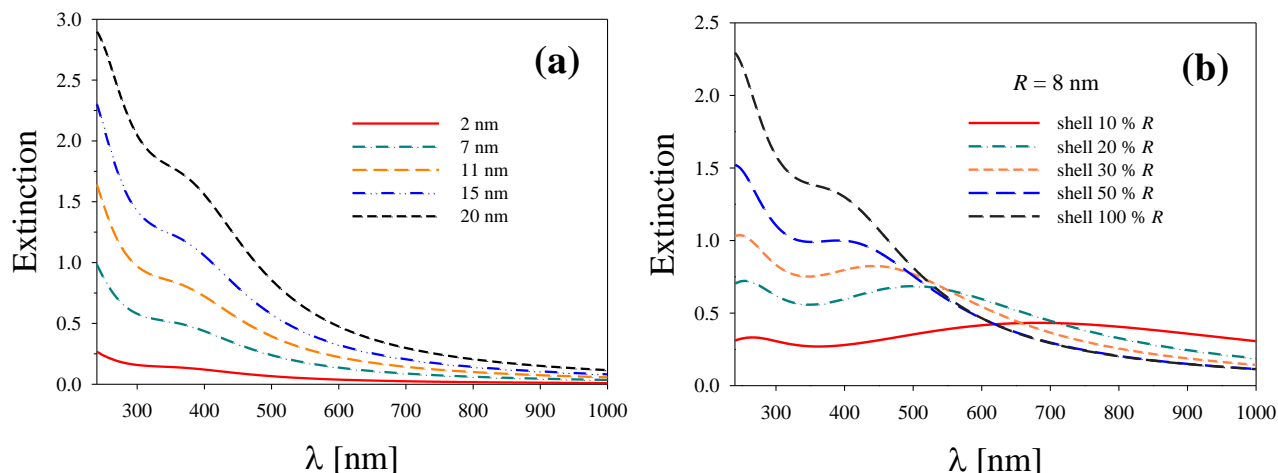 (a)
Extinction
3.0
2.5
2.0
1.5
1.0
0.5
0.0
2 nm
7 nm
11 nm
15 nm
20 nm
300 400 500 600 700 800 900 1000
λ [nm]
(b)
Extinction
2.5
2.0
1.5
1.0
0.5
0.0
R = 8 nm
shell 10 % R
shell 20 % R
shell 30 % R
shell 50 % R
shell 100 % R
300 400 500 600 700 800 900 1000
λ [nm]